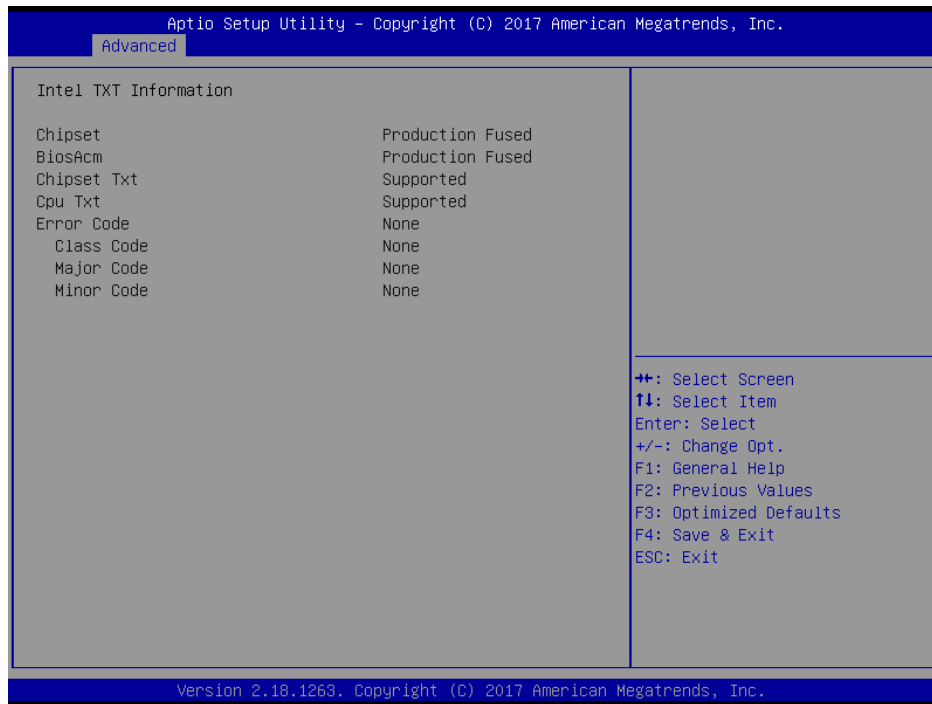 Aptio Setup Utility – Copyright (C) 2017 American Megatrends, Inc.
Advanced
Intel TXT Information
Chipset Production Fused
BiosAcm Production Fused
Chipset Txt Supported
Cpu Txt Supported
Error Code None
Class Code None
Major Code None
Minor Code None
→←: Select Screen
↑↓: Select Item
Enter: Select
+/-: Change Opt.
F1: General Help
F2: Previous Values
F3: Optimized Defaults
F4: Save & Exit
ESC: Exit
Version 2.18.1263. Copyright (C) 2017 American Megatrends, Inc.